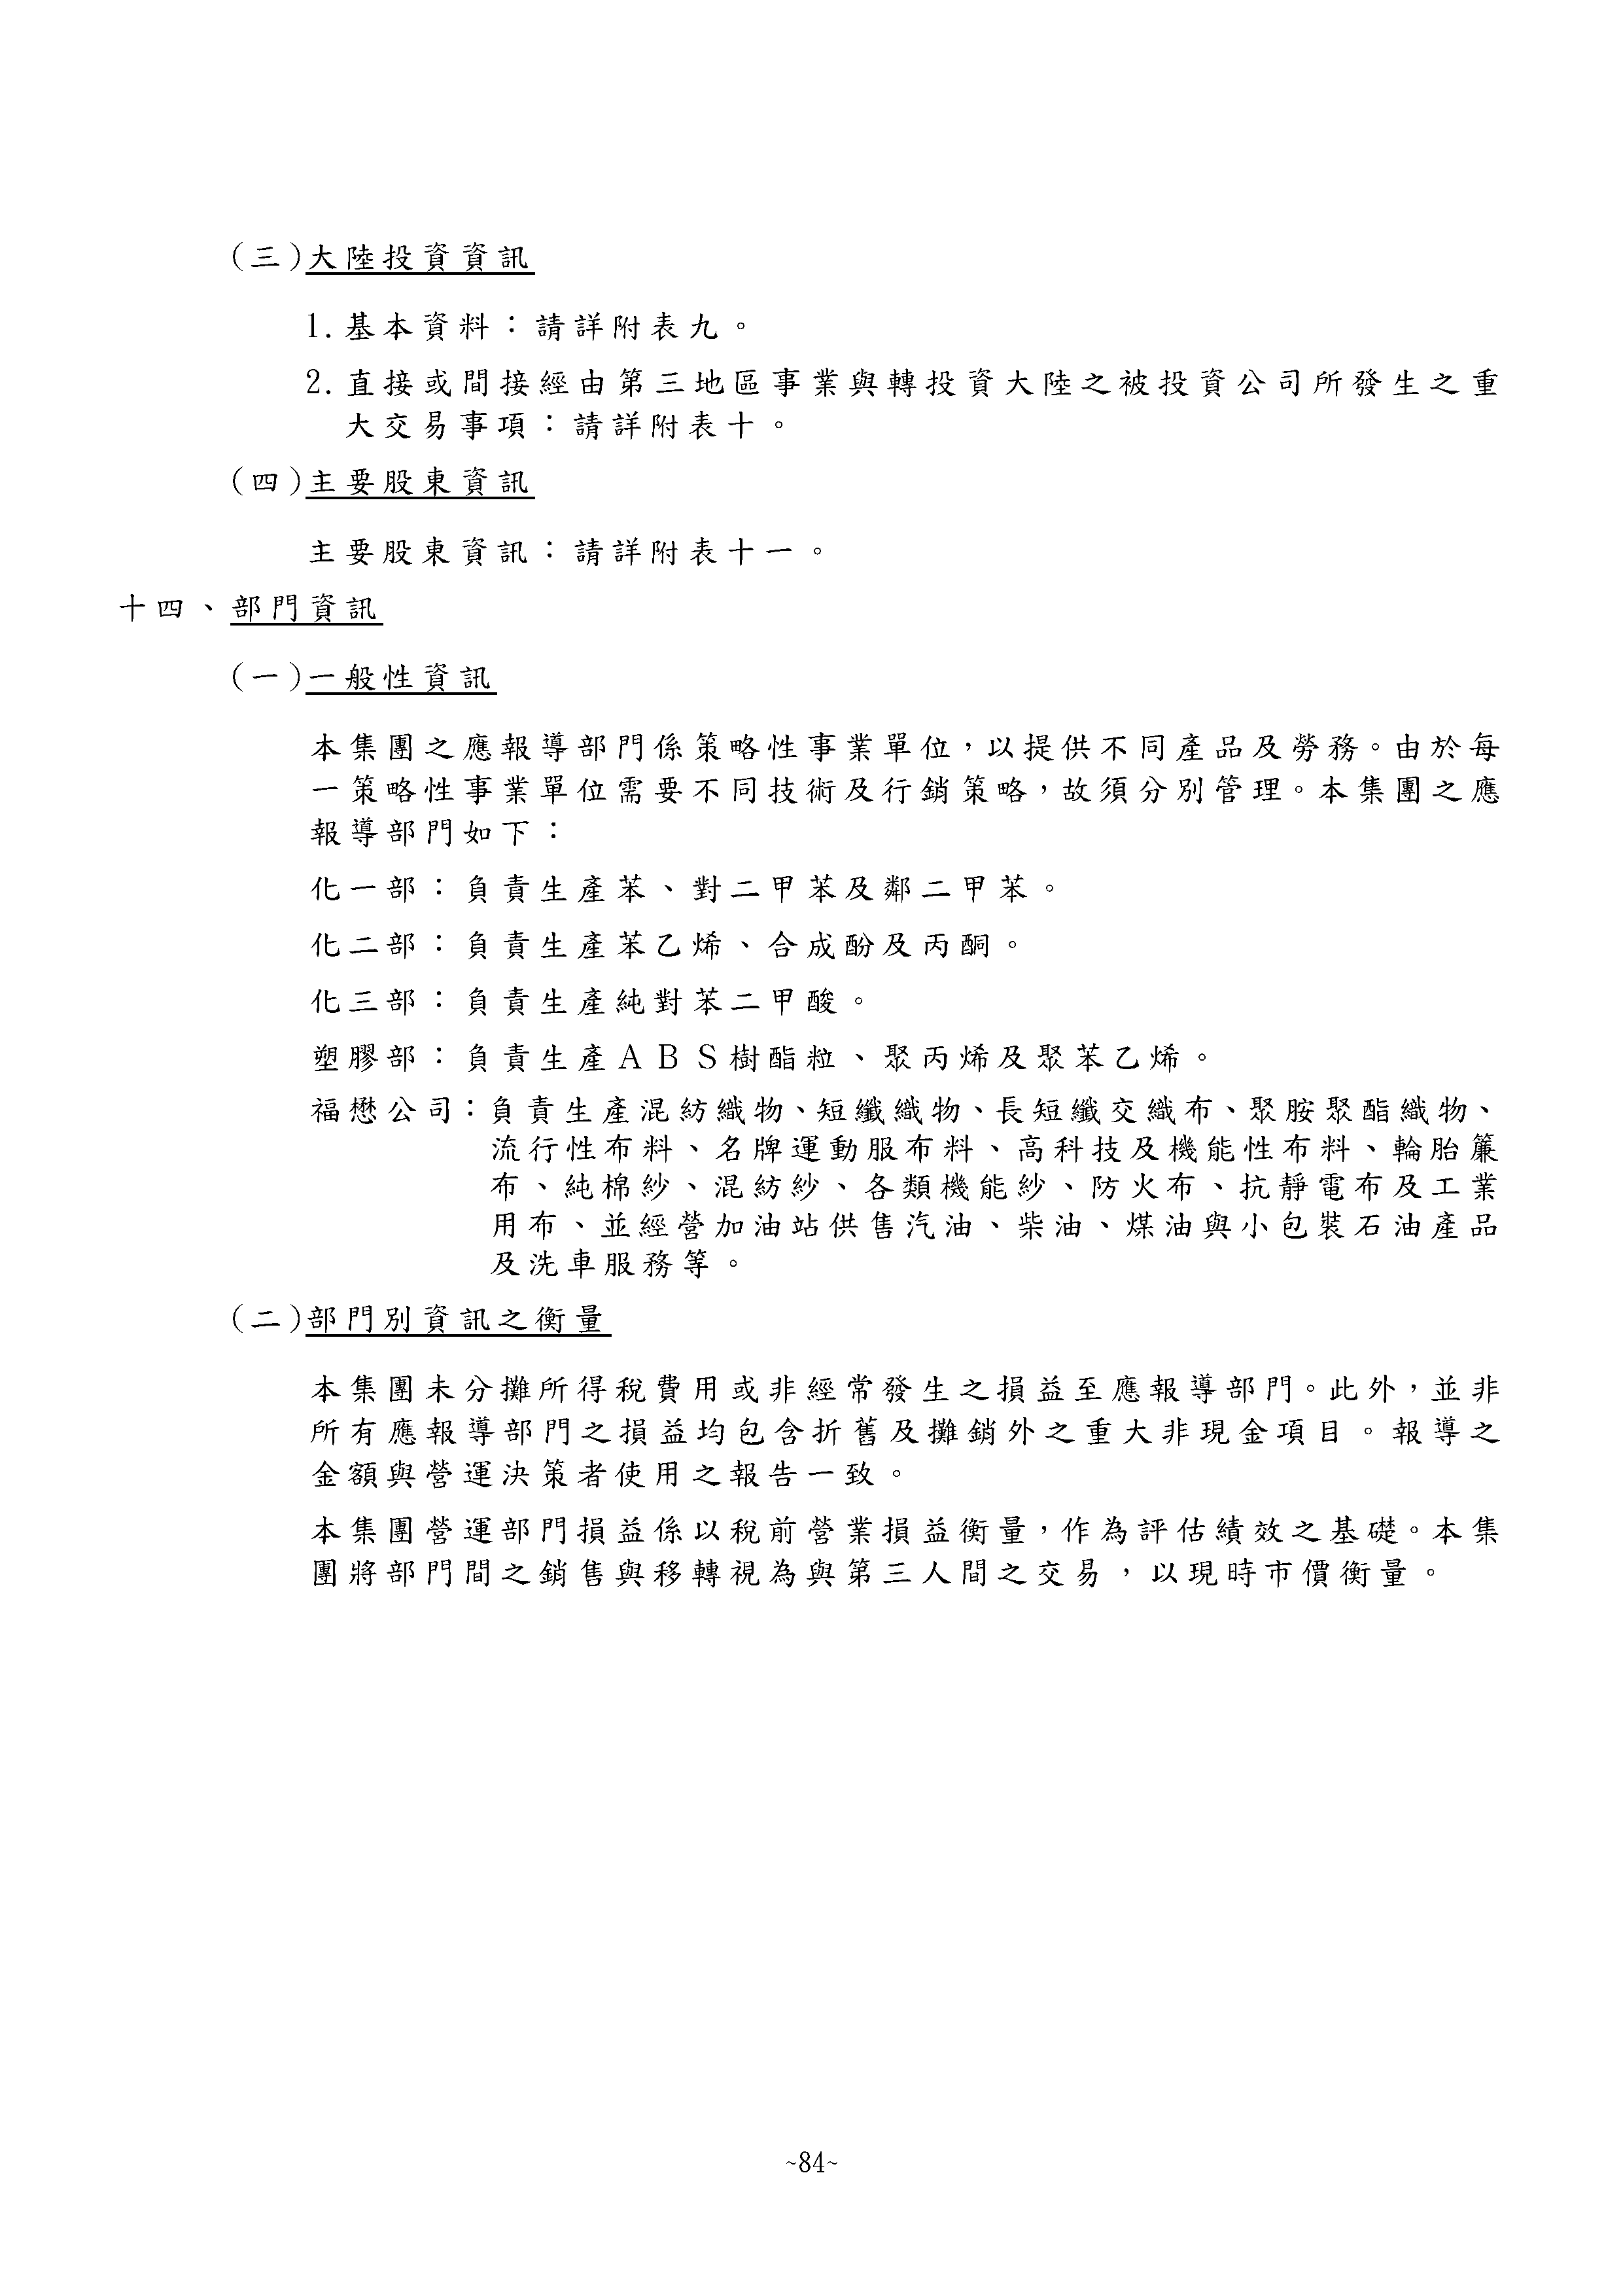 (三)大陸投資資訊
1.基本資料：請詳附表九。
2.直接或間接經由第三地區事業與轉投資大陸之被投資公司所發生之重
大交易事項：請詳附表十。
(四)主要股東資訊
主要股東資訊：請詳附表十一。
十四、部門資訊
(一)一般性資訊
本集團之應報導部門係策略性事業單位，以提供不同產品及勞務。由於每
一策略性事業單位需要不同技術及行銷策略，故須分別管理。本集團之應
報導部門如下：
化一部：負責生產苯、對二甲苯及鄰二甲苯。
化二部：負責生產苯乙烯、合成酚及丙酮。
化三部：負責生產純對苯二甲酸。
塑膠部：負責生產ＡＢＳ樹酯粒、聚丙烯及聚苯乙烯。
福懋公司：負責生產混紡織物、短纖織物、長短纖交織布、聚胺聚酯織物、
流行性布料、名牌運動服布料、高科技及機能性布料、輪胎簾
布、純棉紗、混紡紗、各類機能紗、防火布、抗靜電布及工業
用布、並經營加油站供售汽油、柴油、煤油與小包裝石油產品
及洗車服務等。
(二)部門別資訊之衡量
本集團未分攤所得稅費用或非經常發生之損益至應報導部門。此外，並非
所有應報導部門之損益均包含折舊及攤銷外之重大非現金項目。報導之
金額與營運決策者使用之報告一致。
本集團營運部門損益係以稅前營業損益衡量，作為評估績效之基礎。本集
團將部門間之銷售與移轉視為與第三人間之交易，以現時市價衡量。
~84~